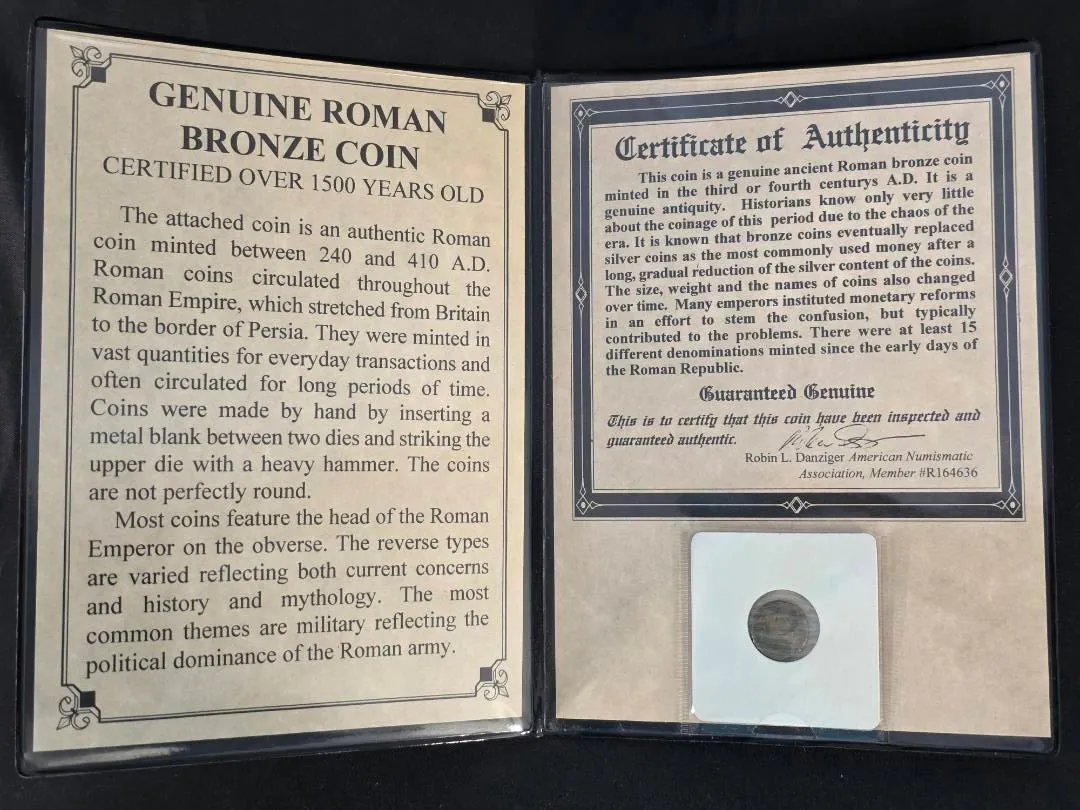 GENUINE ROMAN
BRONZE COIN
CERTIFIED OVER 1500 YEARS OLD
The attached coin is an authentic Roman
coin minted between 240 and 410 A.D.
Roman coins circulated throughout the
Roman Empire, which stretched from Britain
to the border of Persia. They were minted in
vast quantities for everyday transactions and
often circulated for long periods of time.
Coins were made by hand by inserting a
metal blank between two dies and striking the
upper die with a heavy hammer. The coins
are not perfectly round.
Most coins feature the head of the Roman
Emperor on the obverse. The reverse types
are varied reflecting both current concerns
and history and mythology. The most
common themes are military reflecting the
political dominance of the Roman army.
Certificate of Authenticity
This coin is a genuine ancient Roman bronze coin
minted in the third or fourth centurys A.D. It is a
genuine antiquity. Historians know only very little
about the coinage of this period due to the chaos of the
era. It is known that bronze coins eventually replaced
silver coins as the most commonly used money after a
long, gradual reduction of the silver content of the coins.
The size, weight and the names of coins also changed
over time. Many emperors instituted monetary reforms
in an effort to stem the confusion, but typically
contributed to the problems. There were at least 15
different denominations minted since the early days of
the Roman Republic.
Guaranteed Genuine
This is to certify that this coin have been inspected and
guaranteed authentic.
Robin L. Danziger American Numismatic
Association, Member #R164636